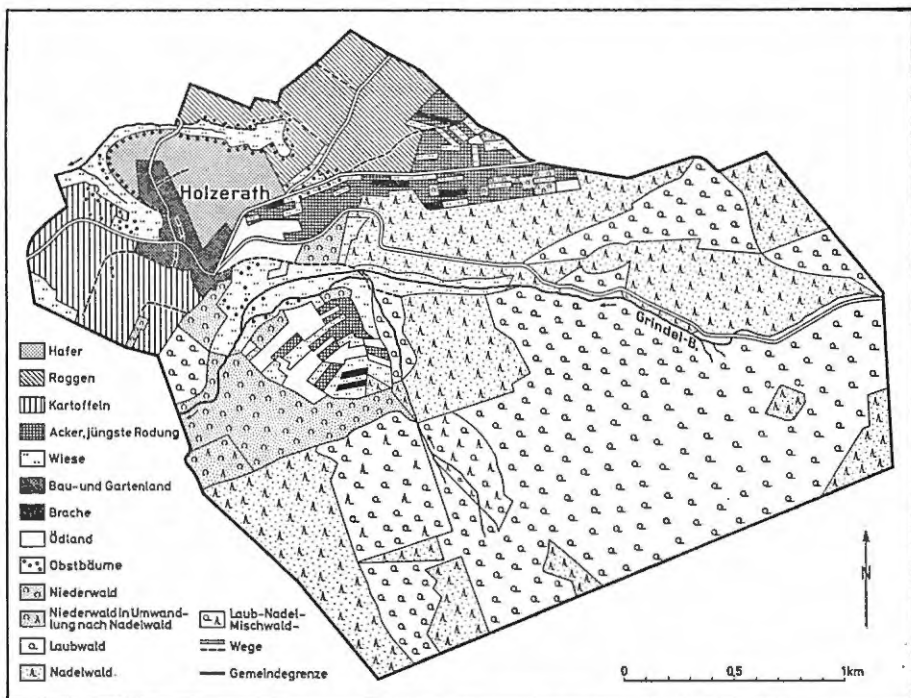 Holzerath
Grindel-B.
Hafer
Roggen
Kartoffeln
Acker, jüngste Rodung
Wiese
Bau- und Gartenland
Brache
Ödland
Obstbäume
Niederwald
Niederwald in Umwand-
lung nach Nadelwald
Laubwald
Nadelwald
Laub-Nadel-
Mischwald
Wege
Gemeindegrenze
N
0 0,5 1km